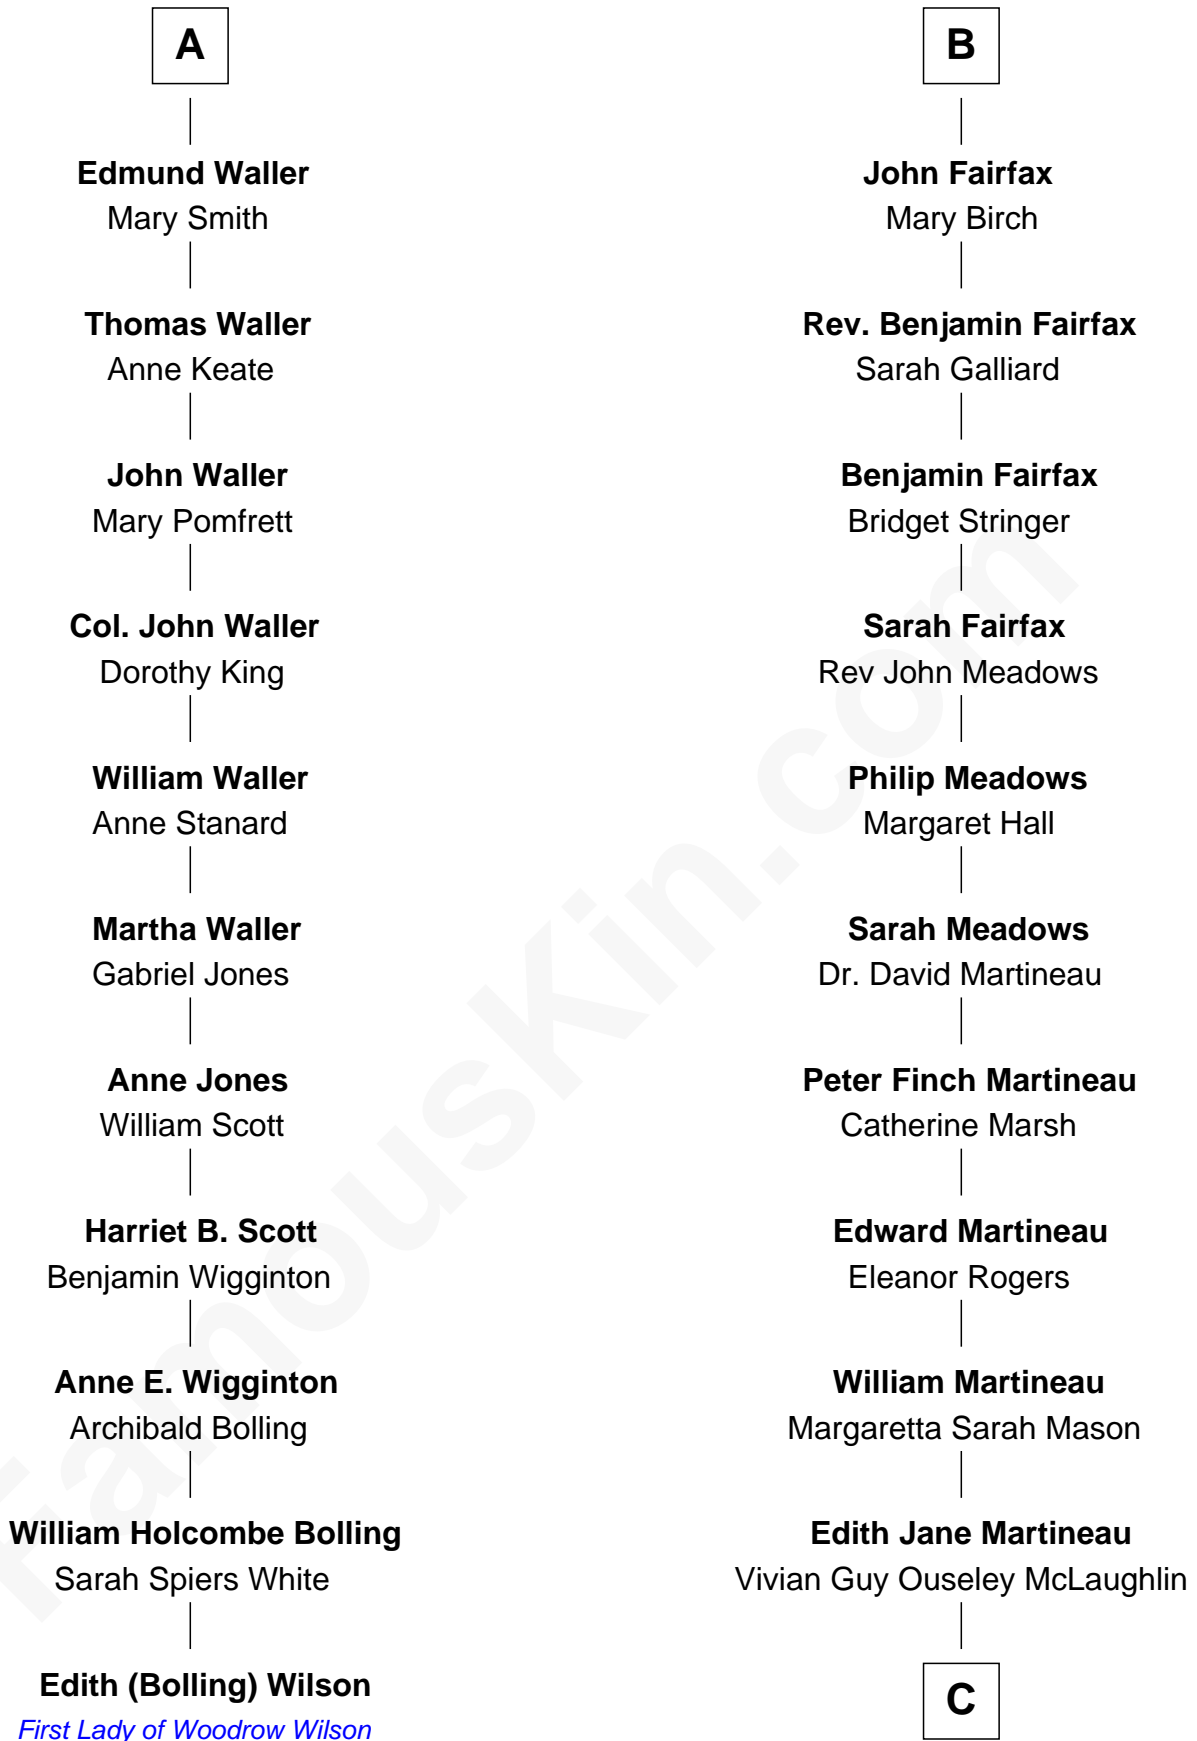 A
Edmund Waller
Mary Smith
Thomas Waller
Anne Keate
John Waller
Mary Pomfrett
Col. John Waller
Dorothy King
William Waller
Anne Stanard
Martha Waller
Gabriel Jones
Anne Jones
William Scott
Harriet B. Scott
Benjamin Wigginton
Anne E. Wigginton
Archibald Bolling
William Holcombe Bolling
Sarah Spiers White
Edith (Bolling) Wilson
First Lady of Woodrow Wilson
B
John Fairfax
Mary Birch
Rev. Benjamin Fairfax
Sarah Galliard
Benjamin Fairfax
Bridget Stringer
Sarah Fairfax
Rev John Meadows
Philip Meadows
Margaret Hall
Sarah Meadows
Dr. David Martineau
Peter Finch Martineau
Catherine Marsh
Edward Martineau
Eleanor Rogers
William Martineau
Margaretta Sarah Mason
Edith Jane Martineau
Vivian Guy Ouseley McLaughlin
C
FamousKin.com